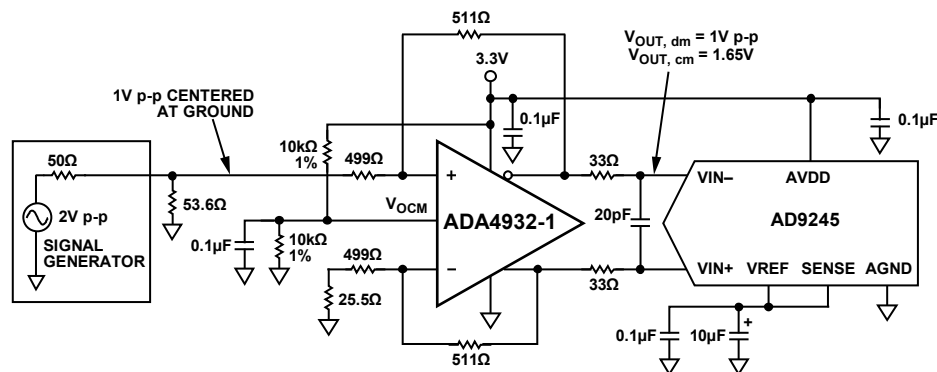 511Ω
VOUT, dm = 1V p-p
VOUT, cm = 1.65V
3.3V
1V p-p CENTERED
AT GROUND
0.1µF
0.1µF
50Ω
10kΩ
1%
499Ω
33Ω
+
VIN–
AVDD
2V p-p
53.6Ω
VOCM
ADA4932-1
20pF
AD9245
SIGNAL
GENERATOR
0.1µF
10kΩ
1%
499Ω
–
33Ω
VIN+
VREF
SENSE
AGND
25.5Ω
0.1µF
10µF
+
511Ω